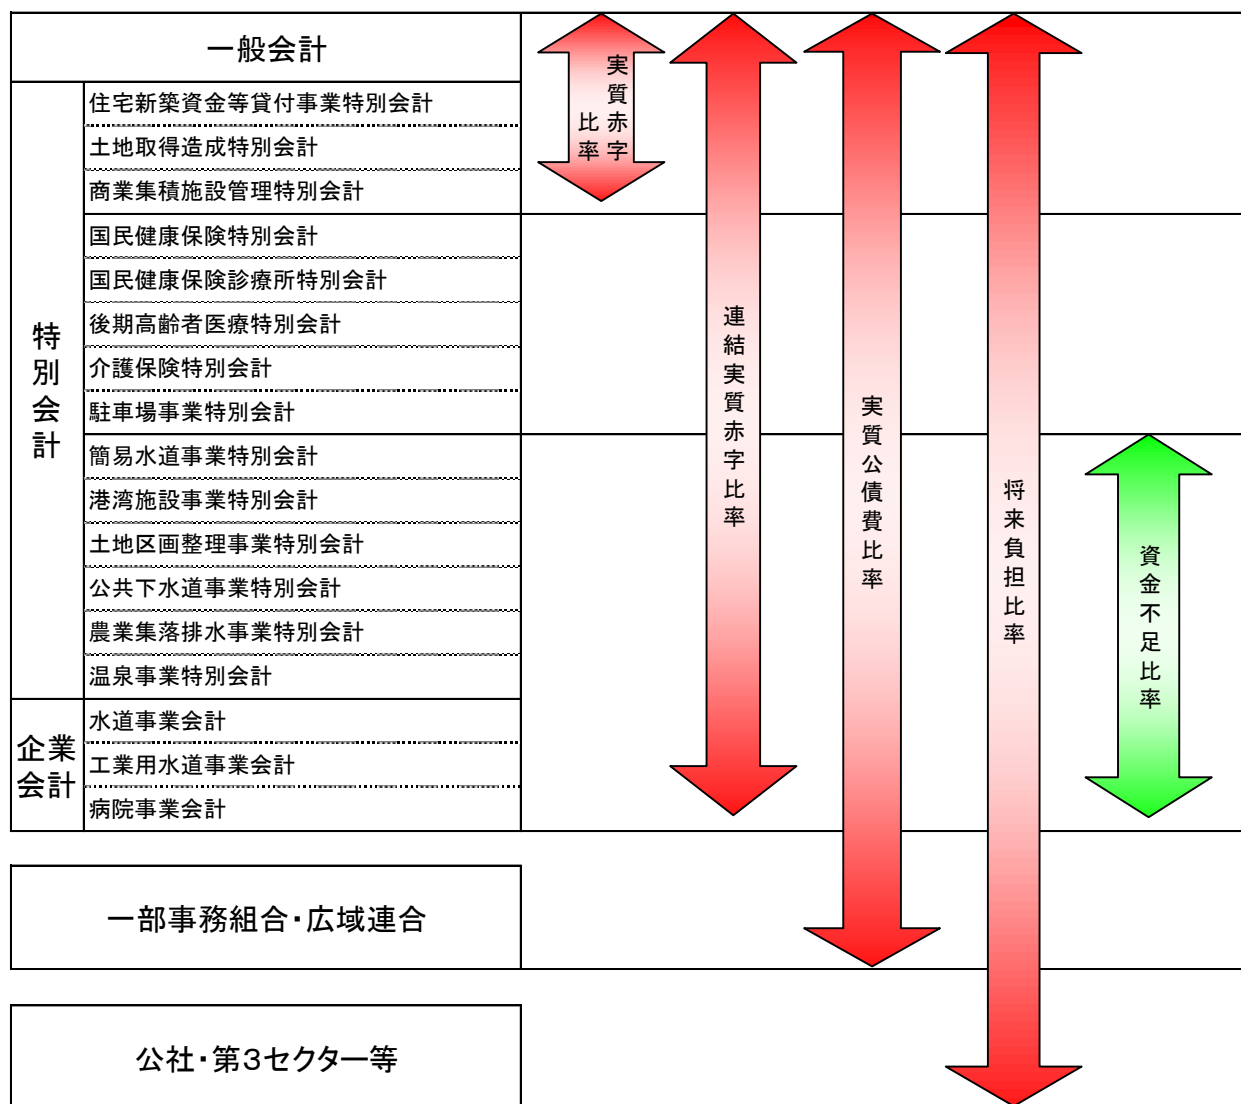 一般会計
特別会計
住宅新築資金等貸付事業特別会計
土地取得造成特別会計
商業集積施設管理特別会計
国民健康保険特別会計
国民健康保険診療所特別会計
後期高齢者医療特別会計
介護保険特別会計
駐車場事業特別会計
簡易水道事業特別会計
港湾施設事業特別会計
土地区画整理事業特別会計
公共下水道事業特別会計
農業集落排水事業特別会計
温泉事業特別会計
企業
会計
水道事業会計
工業用水道事業会計
病院事業会計
一部事務組合・広域連合
公社・第3セクター等
実質赤字
比率
連結実質赤字比率
実質公債費比率
将来負担比率
資金不足比率